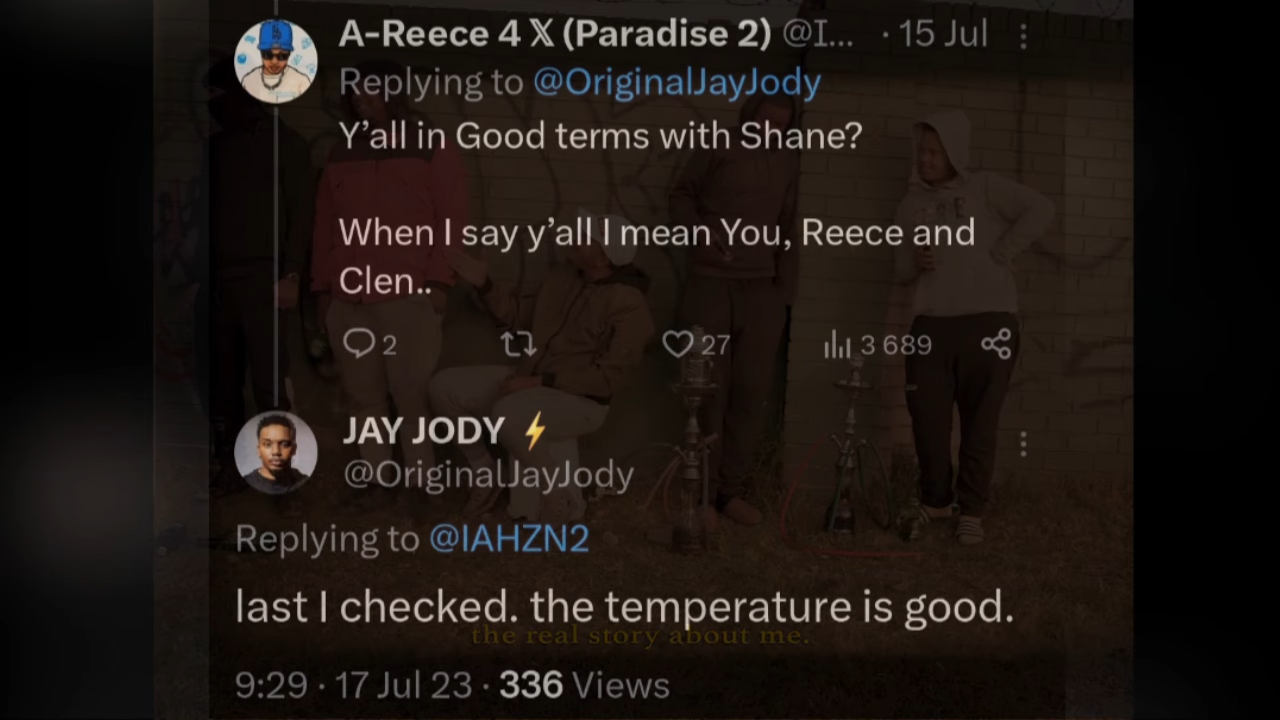 A-Reece 4 𝕏 (Paradise 2) @I... · 15 Jul
Replying to @OriginalJayJody
Y’all in Good terms with Shane?
When I say y’all I mean You, Reece and
Clen..
2 27 3 689
JAY JODY ⚡
@OriginalJayJody
Replying to @IAHZN2
last I checked. the temperature is good.
the real story about me.
9:29 · 17 Jul 23 · 336 Views